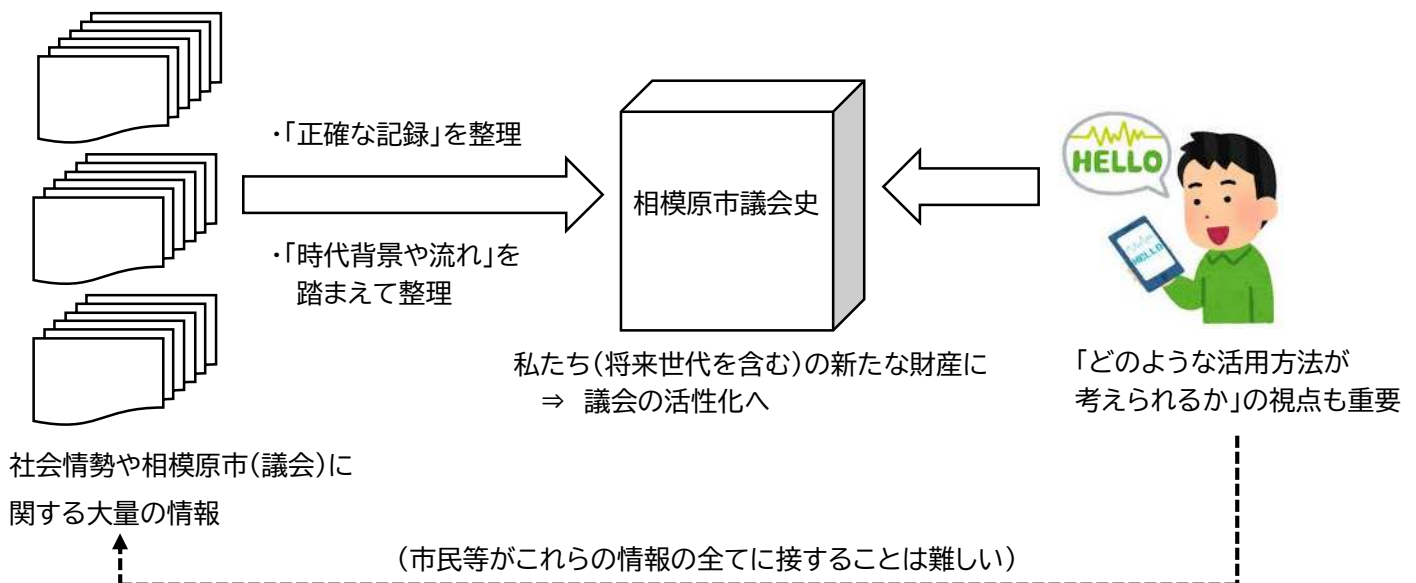 ・「正確な記録」を整理
・「時代背景や流れ」を
踏まえて整理
相模原市議会史
HELLO
HELLO
私たち(将来世代を含む)の新たな財産に
⇒ 議会の活性化へ
「どのような活用方法が
考えられるか」の視点も重要
社会情勢や相模原市(議会)に
関する大量の情報
(市民等がこれらの情報の全てに接することは難しい)